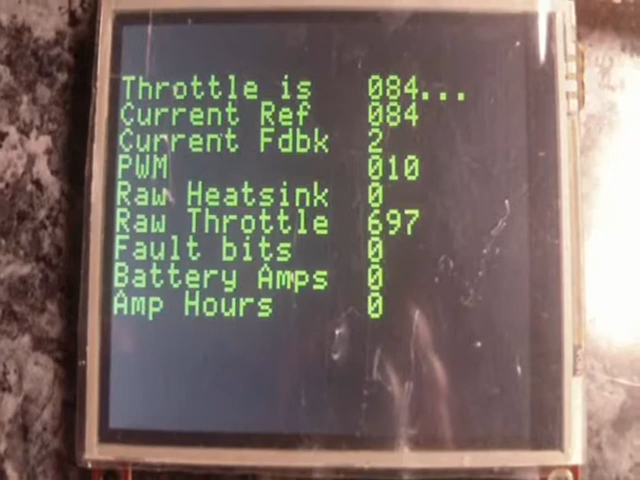 Throttle is 084...
Current Ref 084
Current Fdbk 2
PWM 010
Raw Heatsink 0
Raw Throttle 697
Fault bits 0
Battery Amps 0
Amp Hours 0